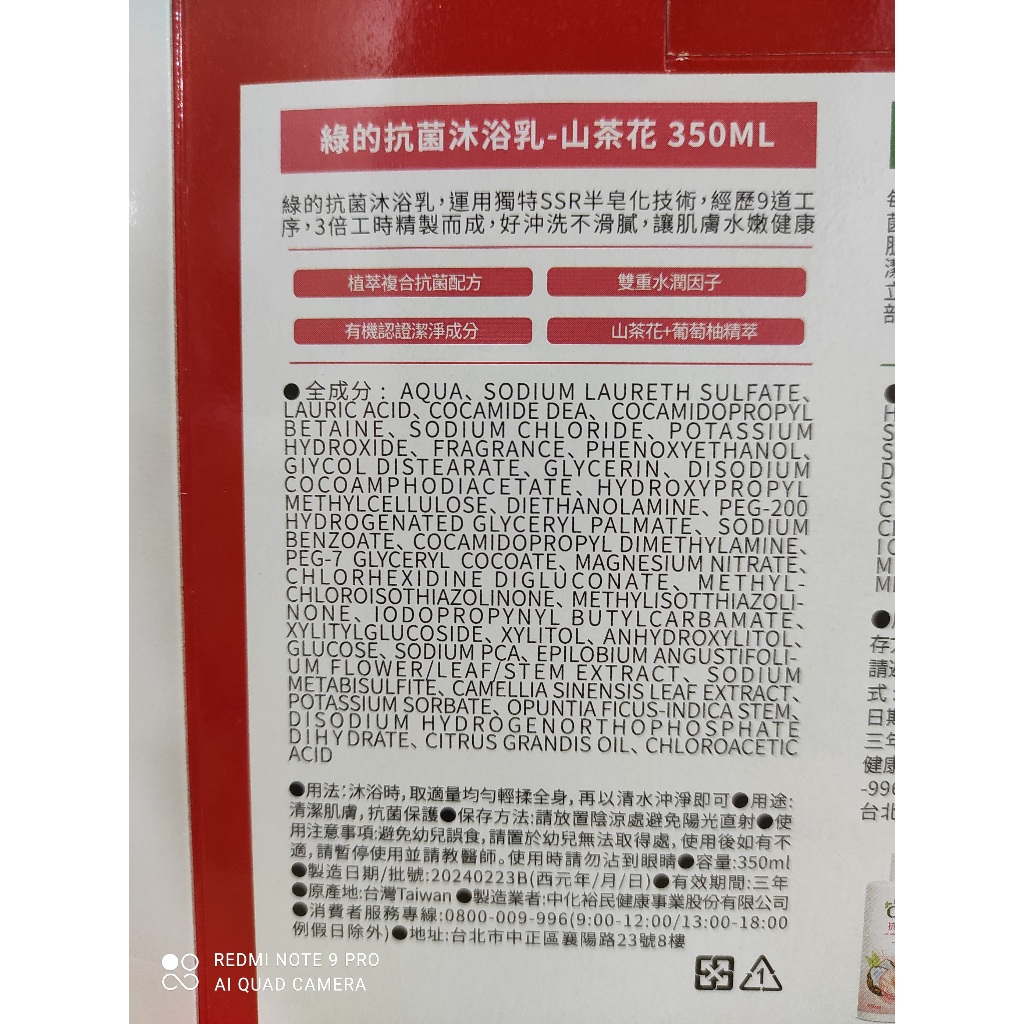 綠的抗菌沐浴乳-山茶花 350ML
綠的抗菌沐浴乳,運用獨特SSR半皂化技術,經歷9道工
序,3倍工時精製而成,好沖洗不滑膩,讓肌膚水嫩健康
植萃複合抗菌配方
雙重水潤因子
有機認證潔淨成分
山茶花+葡萄柚精萃
●全成分: AQUA、SODIUM LAURETH SULFATE、
LAURIC ACID、COCAMIDE DEA、COCAMIDOPROPYL
BETAINE、SODIUM CHLORIDE、POTASSIUM
HYDROXIDE、FRAGRANCE、PHENOXYETHANOL、
GIYCOL DISTEARATE、GLYCERIN、DISODIUM
COCOAMPHODIACETATE、HYDROXYPROPYL
METHYLCELLULOSE、DIETHANOLAMINE、PEG-200
HYDROGENATED GLYCERYL PALMATE、SODIUM
BENZOATE、COCAMIDOPROPYL DIMETHYLAMINE、
PEG-7 GLYCERYL COCOATE、MAGNESIUM NITRATE、
CHLORHEXIDINE DIGLUCONATE、METHYL-
CHLOROISOTHIAZOLINONE、METHYLISOTTHIAZOLI-
NONE、IODOPROPYNYL BUTYLCARBAMATE、
XYLITYLGLUCOSIDE、XYLITOL、ANHYDROXYLITOL、
GLUCOSE、SODIUM PCA、EPILOBIUM ANGUSTIFOLI-
UM FLOWER/LEAF/STEM EXTRACT、SODIUM
METABISULFITE、CAMELLIA SINENSIS LEAF EXTRACT、
POTASSIUM SORBATE、OPUNTIA FICUS-INDICA STEM、
DISODIUM HYDROGENORTHOPHOSPHATE
DIHYDRATE、CITRUS GRANDIS OIL、CHLOROACETIC
ACID
●用法:沐浴時,取適量均勻輕揉全身,再以清水沖淨即可●用途:
清潔肌膚,抗菌保護●保存方法:請放置陰涼處避免陽光直射●使
用注意事項:避免幼兒誤食,請置於幼兒無法取得處,使用後如有不
適,請暫停使用並請教醫師。使用時請勿沾到眼睛●容量:350ml
●製造日期/批號:20240223B(西元年/月/日)●有效期間:三年
●原產地:台灣Taiwan ●製造業者:中化裕民健康事業股份有限公司
●消費者服務專線:0800-009-996(9:00-12:00/13:00-18:00
例假日除外)●地址:台北市中正區襄陽路23號8樓
存
請
式:
日期
三年
健康
-996
台北
REDMI NOTE 9 PRO
AI QUAD CAMERA
1